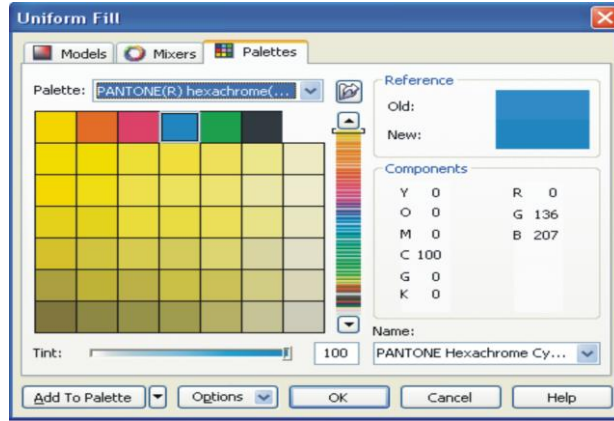 Uniform Fill
Models Mixers Palettes
Palette: PANTONE(R) hexachrome(...
Reference
Old:
New:
Components
Y 0 R 0
O 0 G 136
M 0 B 207
C 100
G 0
K 0
Name:
Tint: 100 PANTONE Hexachrome Cy...
Add To Palette Options OK Cancel Help